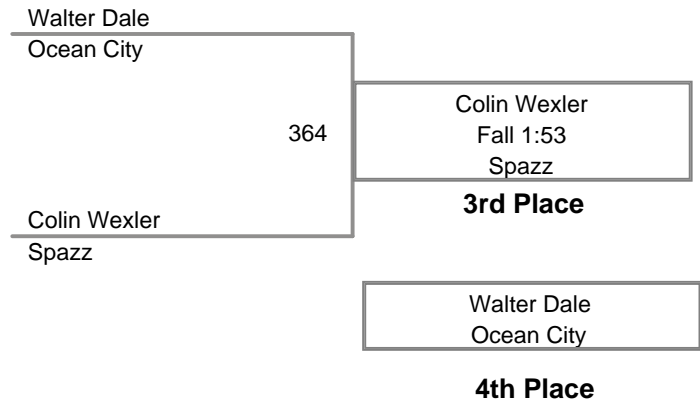 Walter Dale
Ocean City
364
Colin Wexler
Fall 1:53
Spazz
3rd Place
Colin Wexler
Spazz
Walter Dale
Ocean City
4th Place